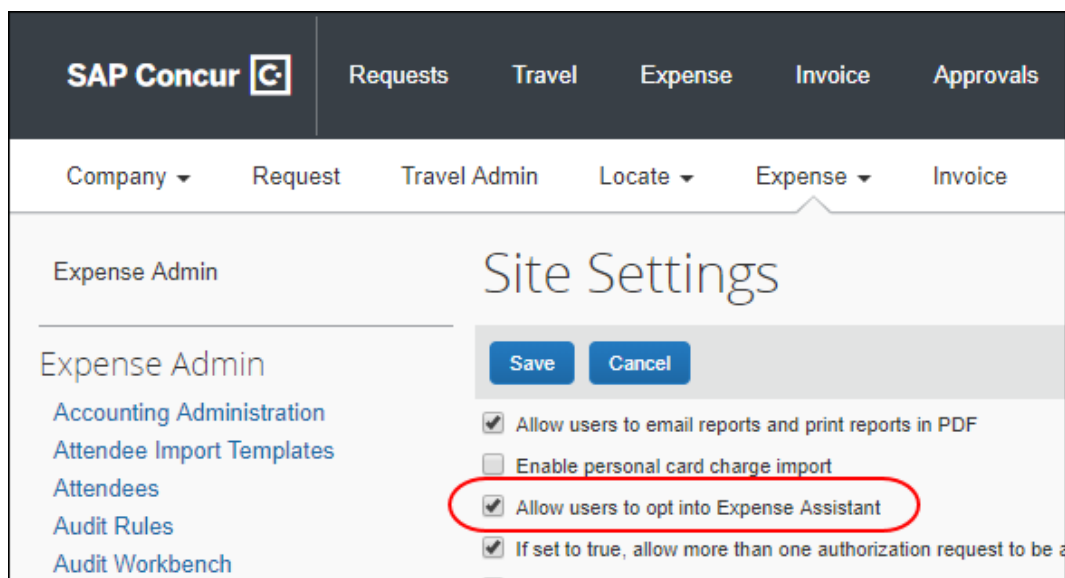 SAP Concur C Requests Travel Expense Invoice Approvals
Company Request Travel Admin Locate Expense Invoice
Expense Admin
Expense Admin
Accounting Administration
Attendee Import Templates
Attendees
Audit Rules
Audit Workbench
Site Settings
Save Cancel
Allow users to email reports and print reports in PDF
Enable personal card charge import
Allow users to opt into Expense Assistant
If set to true, allow more than one authorization request to be a